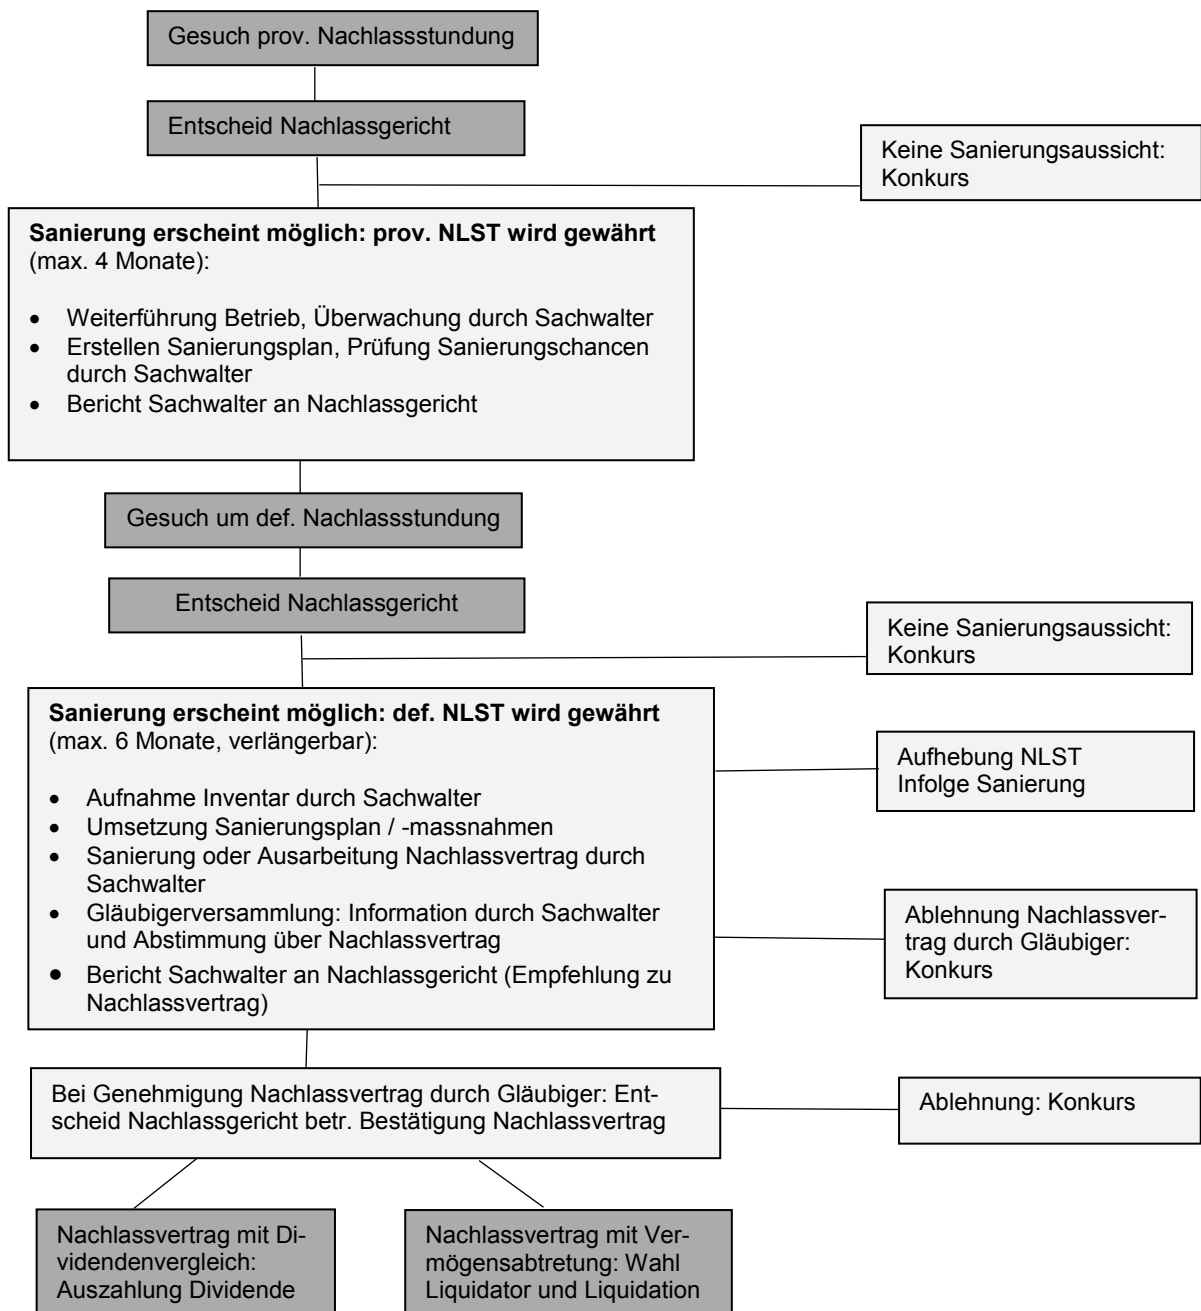 Gesuch prov. Nachlassstundung
Entscheid Nachlassgericht
Keine Sanierungsaussicht:
Konkurs
Sanierung erscheint möglich: prov. NLST wird gewährt
(max. 4 Monate):
• Weiterführung Betrieb, Überwachung durch Sachwalter
• Erstellen Sanierungsplan, Prüfung Sanierungschancen
durch Sachwalter
• Bericht Sachwalter an Nachlassgericht
Gesuch um def. Nachlassstundung
Entscheid Nachlassgericht
Keine Sanierungsaussicht:
Konkurs
Sanierung erscheint möglich: def. NLST wird gewährt
(max. 6 Monate, verlängerbar):
• Aufnahme Inventar durch Sachwalter
• Umsetzung Sanierungsplan / -massnahmen
• Sanierung oder Ausarbeitung Nachlassvertrag durch
Sachwalter
• Gläubigerversammlung: Information durch Sachwalter
und Abstimmung über Nachlassvertrag
• Bericht Sachwalter an Nachlassgericht (Empfehlung zu
Nachlassvertrag)
Aufhebung NLST
Infolge Sanierung
Ablehnung Nachlassver-
trag durch Gläubiger:
Konkurs
Bei Genehmigung Nachlassvertrag durch Gläubiger: Ent-
scheid Nachlassgericht betr. Bestätigung Nachlassvertrag
Ablehnung: Konkurs
Nachlassvertrag mit Di-
videndenvergleich:
Auszahlung Dividende
Nachlassvertrag mit Ver-
mögensabtretung: Wahl
Liquidator und Liquidation